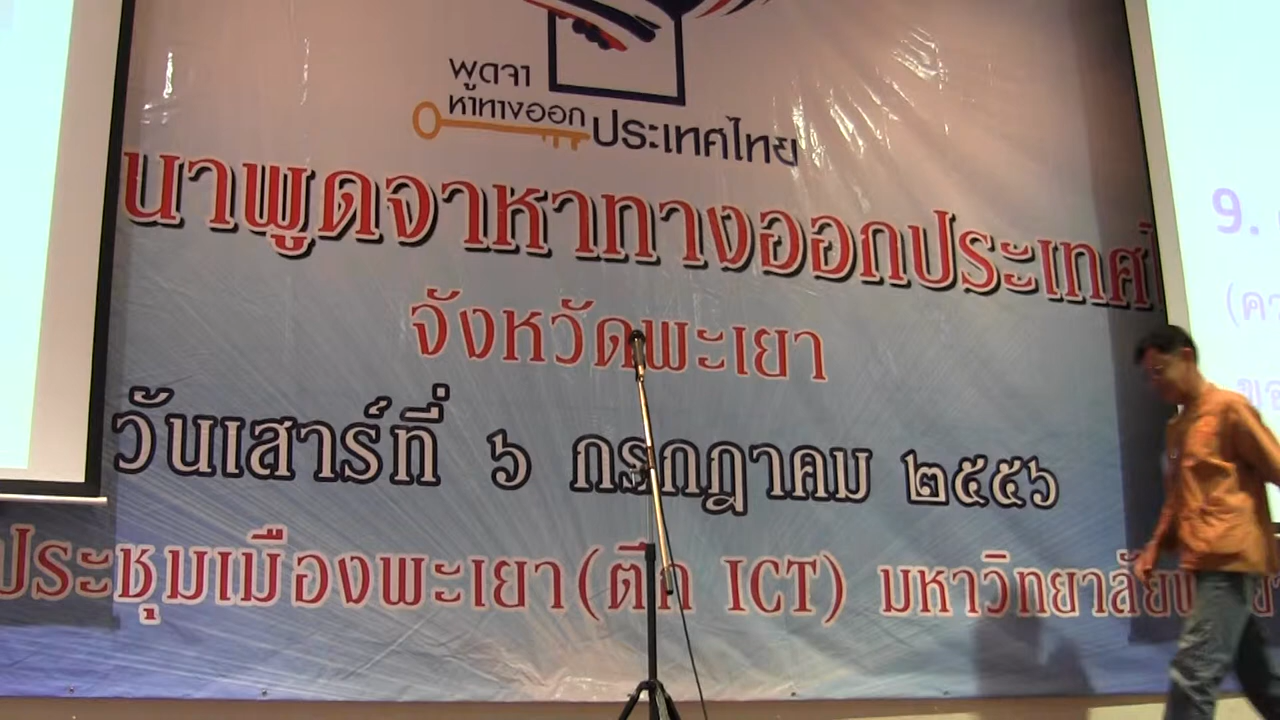 พูดจา
หาทางออก
ประเทศไทย
นาพูดจาหาทางออกประเทศ
จังหวัดพะเยา
วันเสาร์ที่ ๖ กรกฎาคม ๒๕๕๖
ประชุมเมืองพะเยา(ตึก ICT) มหาวิทยาลัย
9.
(คว
ขอ